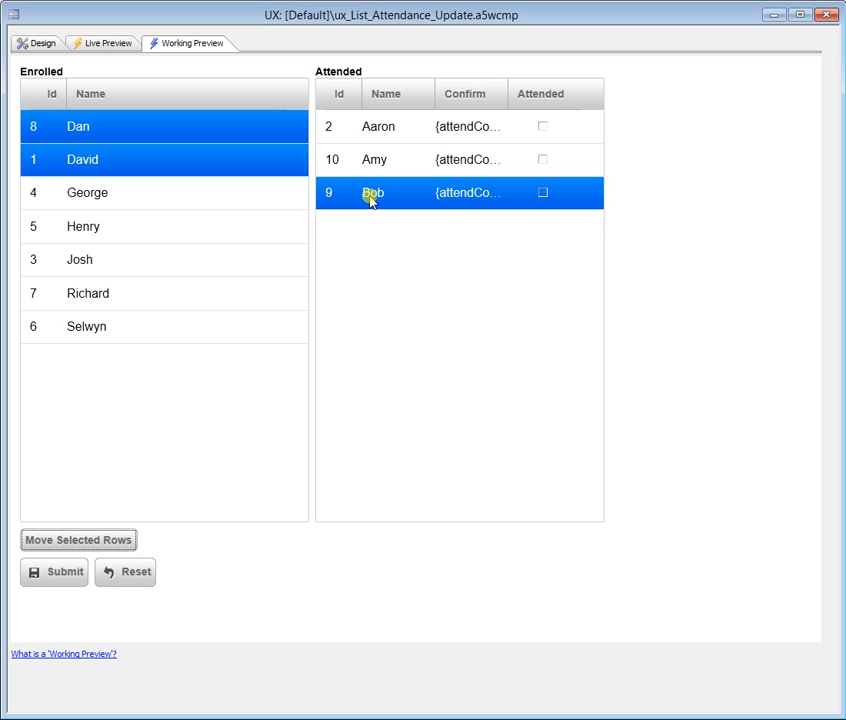 UX: [Default]\ux_List_Attendance_Update.a5wcmp
Design Live Preview Working Preview
Enrolled
Id Name
8 Dan
1 David
4 George
5 Henry
3 Josh
7 Richard
6 Selwyn
Attended
Id Name Confirm Attended
2 Aaron {attendCo...
10 Amy {attendCo...
9 Bob {attendCo...
Move Selected Rows
Submit Reset
What is a 'Working Preview'?